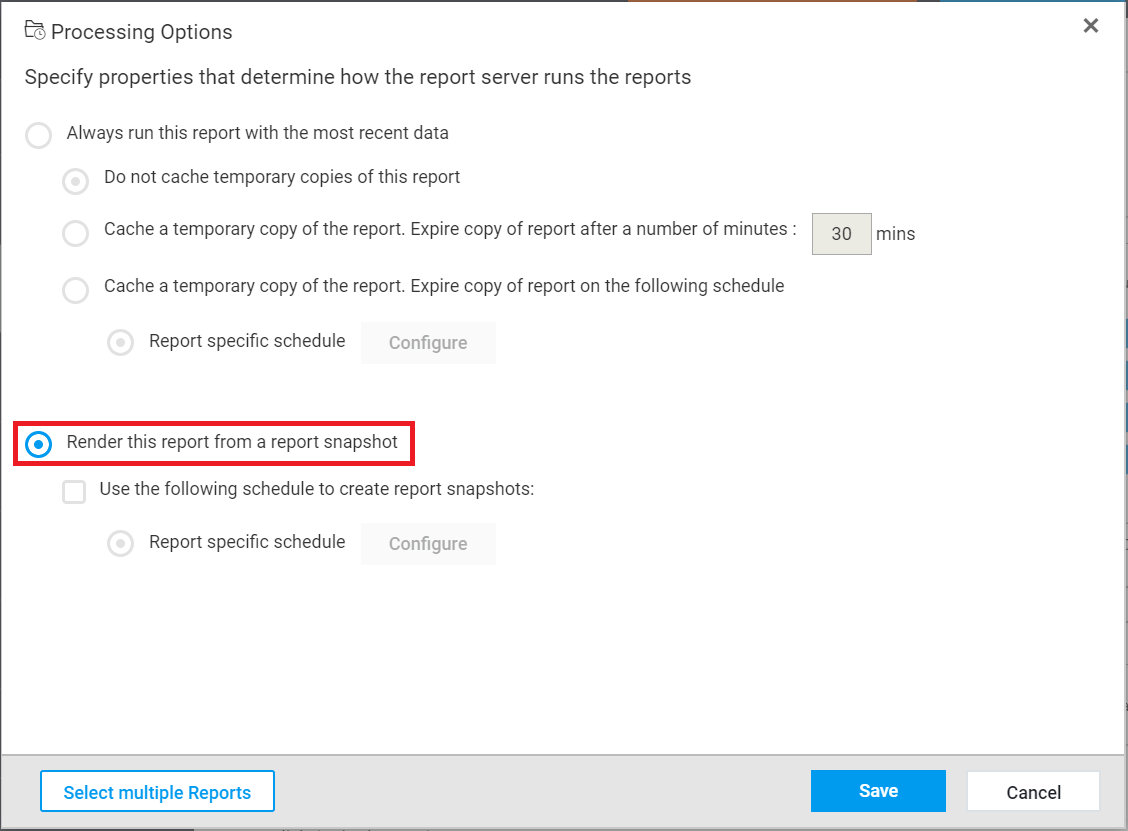 Processing Options
Specify properties that determine how the report server runs the reports
Always run this report with the most recent data
Do not cache temporary copies of this report
Cache a temporary copy of the report. Expire copy of report after a number of minutes : 30 mins
Cache a temporary copy of the report. Expire copy of report on the following schedule
Report specific schedule Configure
Render this report from a report snapshot
Use the following schedule to create report snapshots:
Report specific schedule Configure
Select multiple Reports Save Cancel